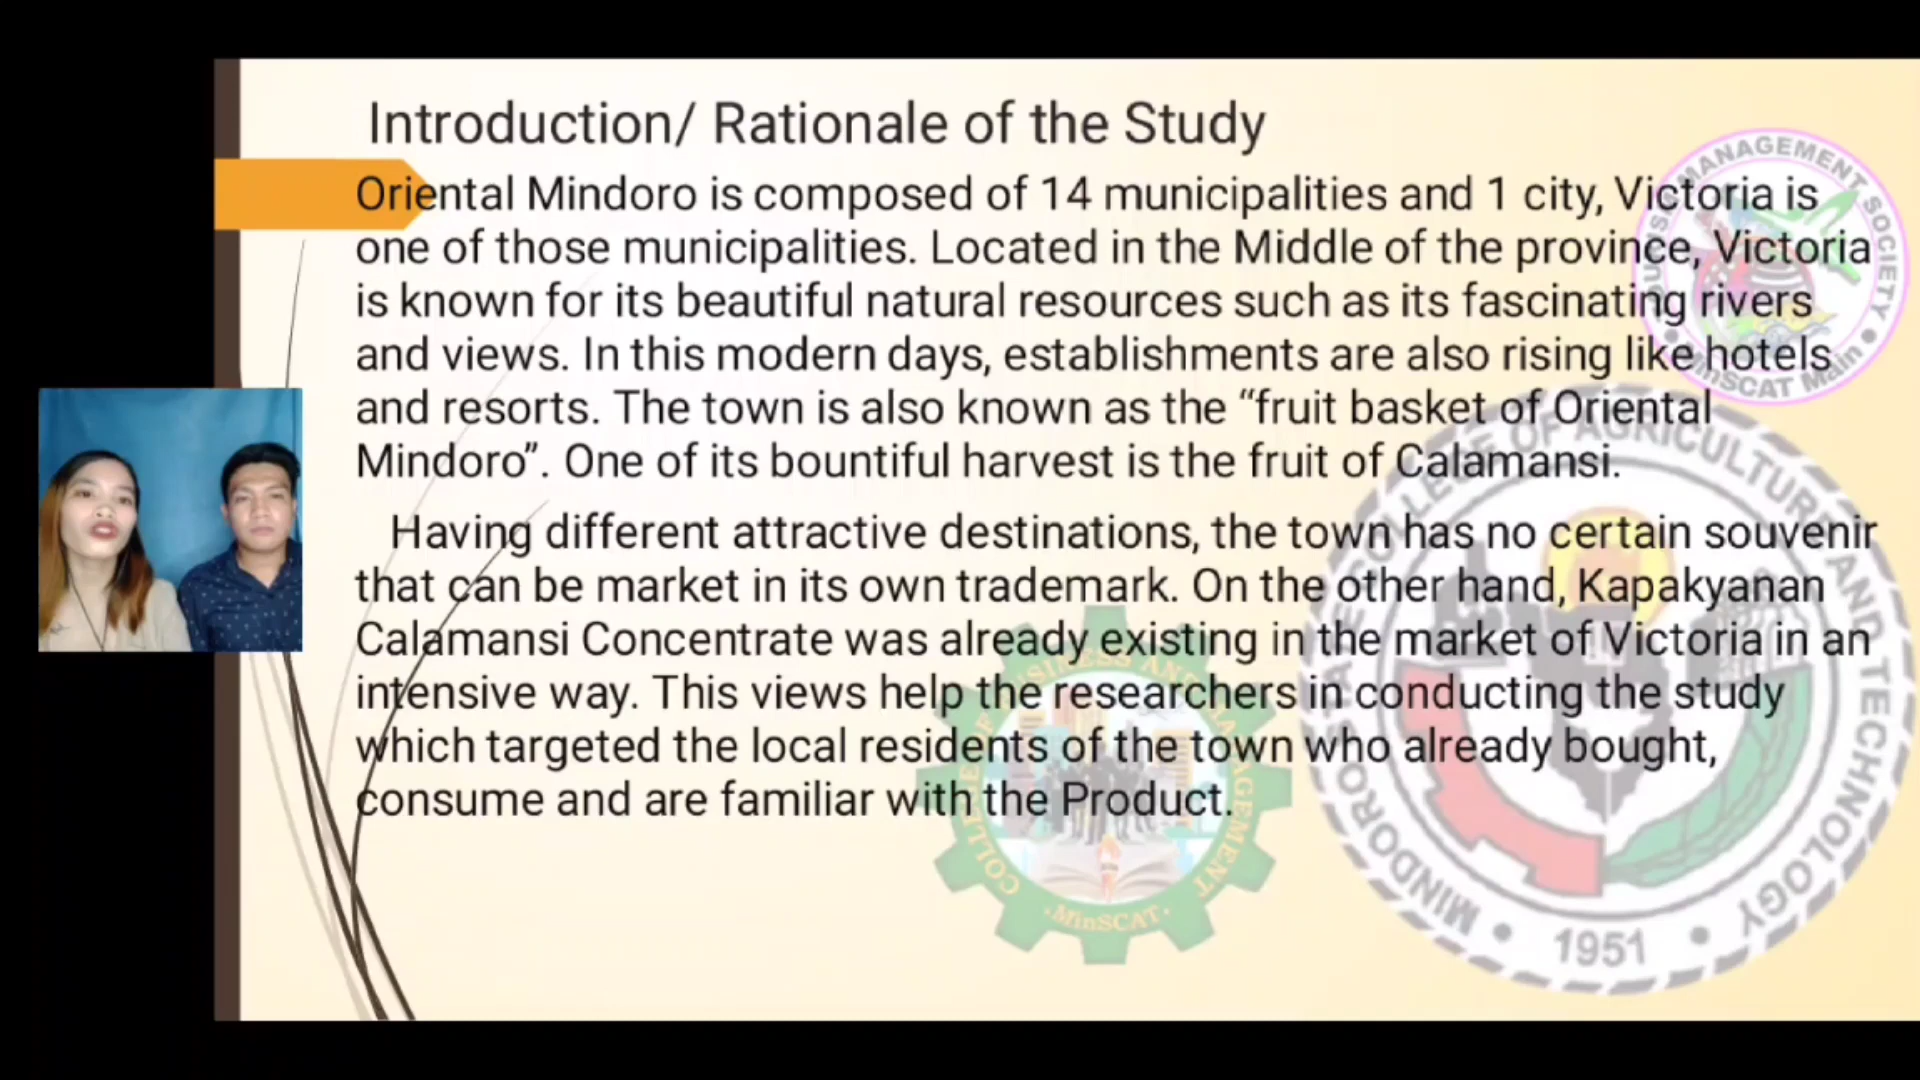 Introduction/ Rationale of the Study
Oriental Mindoro is composed of 14 municipalities and 1 city, Victoria is
one of those municipalities. Located in the Middle of the province, Victoria
is known for its beautiful natural resources such as its fascinating rivers
and views. In this modern days, establishments are also rising like hotels
and resorts. The town is also known as the “fruit basket of Oriental
Mindoro”. One of its bountiful harvest is the fruit of Calamansi.
Having different attractive destinations, the town has no certain souvenir
that can be market in its own trademark. On the other hand, Kapakyanan
Calamansi Concentrate was already existing in the market of Victoria in an
intensive way. This views help the researchers in conducting the study
which targeted the local residents of the town who already bought,
consume and are familiar with the Product.
MANAGEMENT SOCIETY
MinSCAT Main
MINDORO STATE COLLEGE OF AGRICULTURE AND TECHNOLOGY
1951
COLLEGE BUSINESS AND MANAGEMENT
MinSCAT